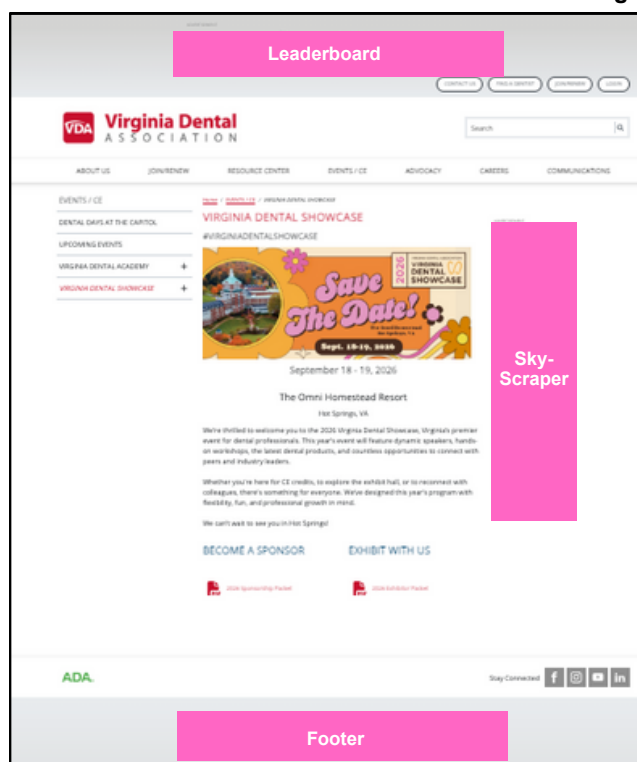 Leaderboard
CONTACT US
FIND A DENTIST
JOIN/RENEW
LOGIN
VDA Virginia Dental
ASSOCIATION
Search
ABOUT US JOIN/RENEW RESOURCE CENTER EVENTS / CE ADVOCACY CAREERS COMMUNICATIONS
EVENTS / CE
DENTAL DAYS AT THE CAPITOL
UPCOMING EVENTS
VIRGINIA DENTAL ACADEMY +
VIRGINIA DENTAL SHOWCASE +
Home / EVENTS / CE / VIRGINIA DENTAL SHOWCASE
VIRGINIA DENTAL SHOWCASE
#VIRGINIADENTALSHOWCASE
Save
The Date!
2026
VIRGINIA
DENTAL
SHOWCASE
Sept. 18-19, 2026
September 18 - 19, 2026
The Omni Homestead Resort
Hot Springs, VA
We're thrilled to welcome you to the 2026 Virginia Dental Showcase, Virginia's premier
event for dental professionals. This year's event will feature dynamic speakers, hands-
on workshops, the latest dental products, and countless opportunities to connect with
peers and industry leaders.
Whether you're here for CE credits, to explore the exhibit hall, or to reconnect with
colleagues, there's something for everyone. We've designed this year's program with
flexibility, fun, and professional growth in mind.
We can't wait to see you in Hot Springs!
BECOME A SPONSOR
EXHIBIT WITH US
2026 Sponsorship Packet
2026 Exhibitor Packet
Sky-
Scraper
ADA.
Stay Connected
Footer